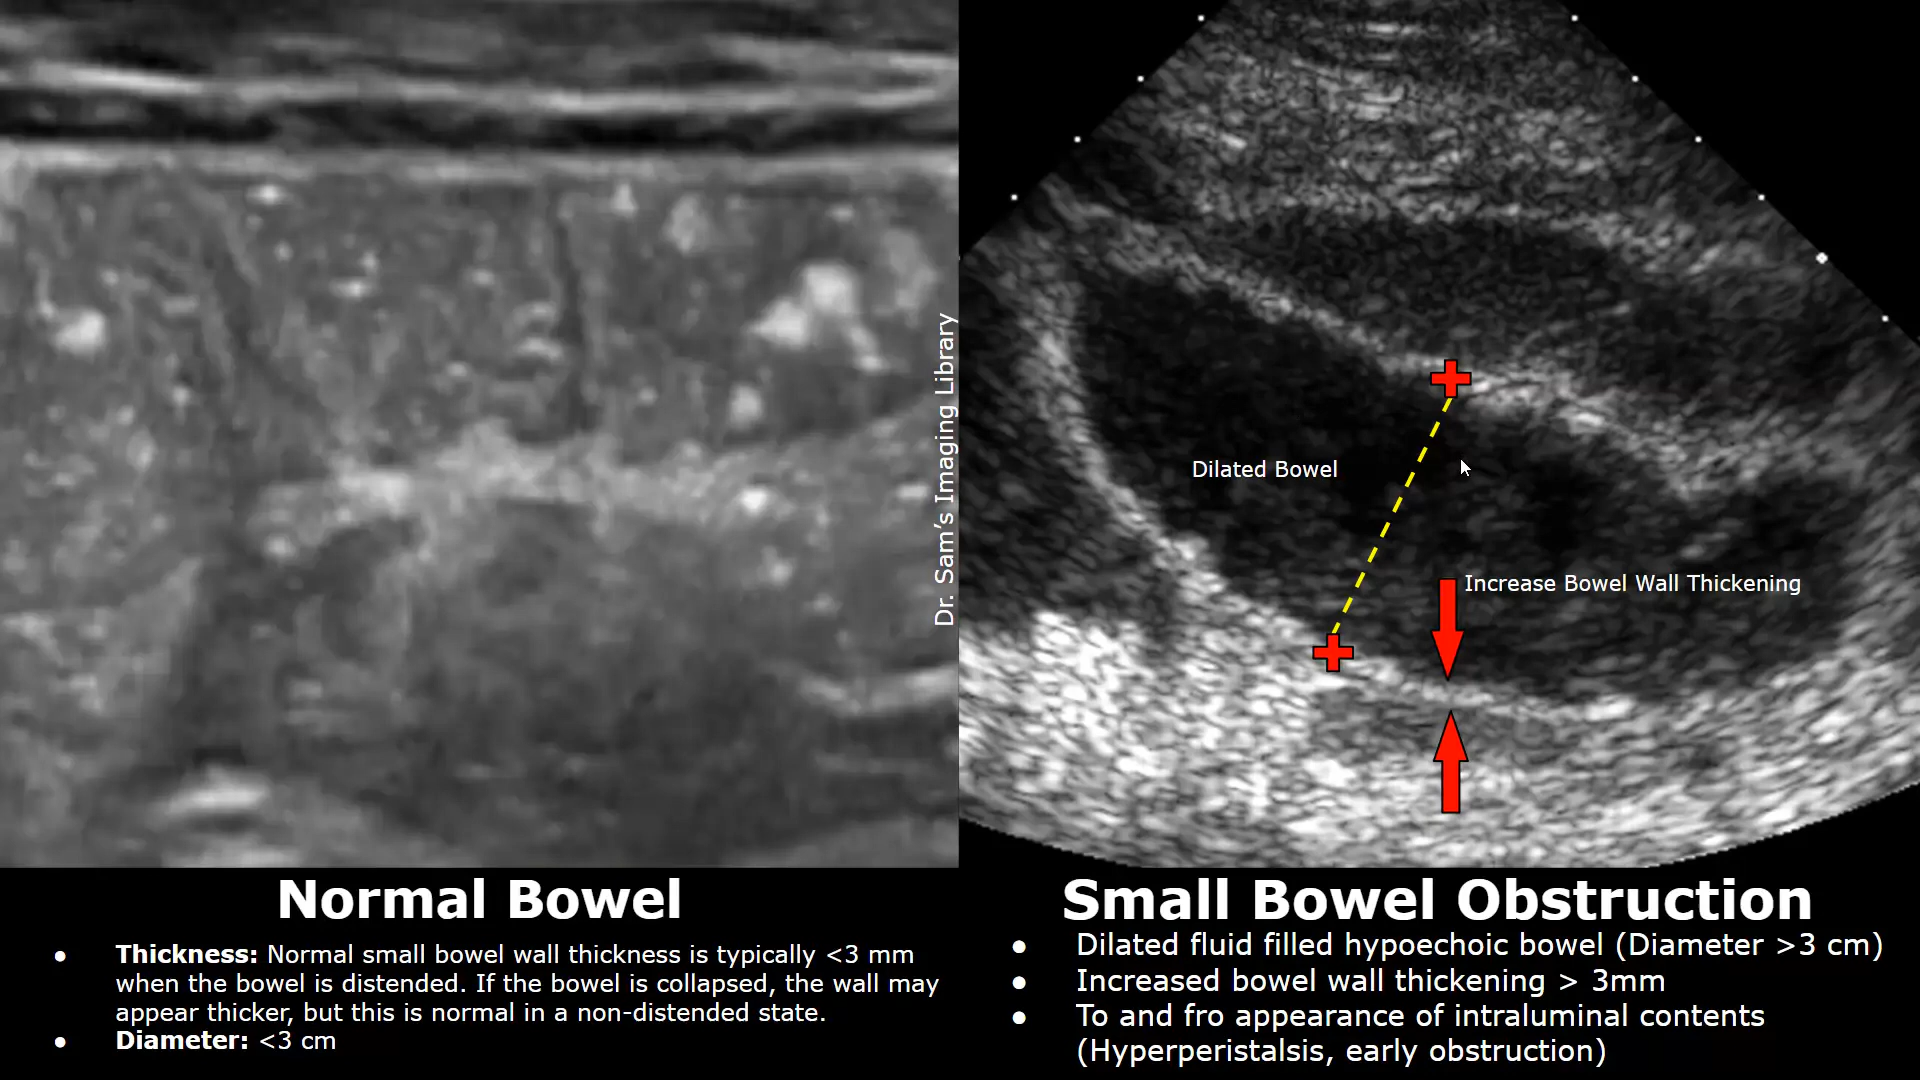 Dr. Sam’s Imaging Library
Dilated Bowel
Increase Bowel Wall Thickening
Normal Bowel
● Thickness: Normal small bowel wall thickness is typically <3 mm
when the bowel is distended. If the bowel is collapsed, the wall may
appear thicker, but this is normal in a non-distended state.
● Diameter: <3 cm
Small Bowel Obstruction
● Dilated fluid filled hypoechoic bowel (Diameter >3 cm)
● Increased bowel wall thickening > 3mm
● To and fro appearance of intraluminal contents
(Hyperperistalsis, early obstruction)